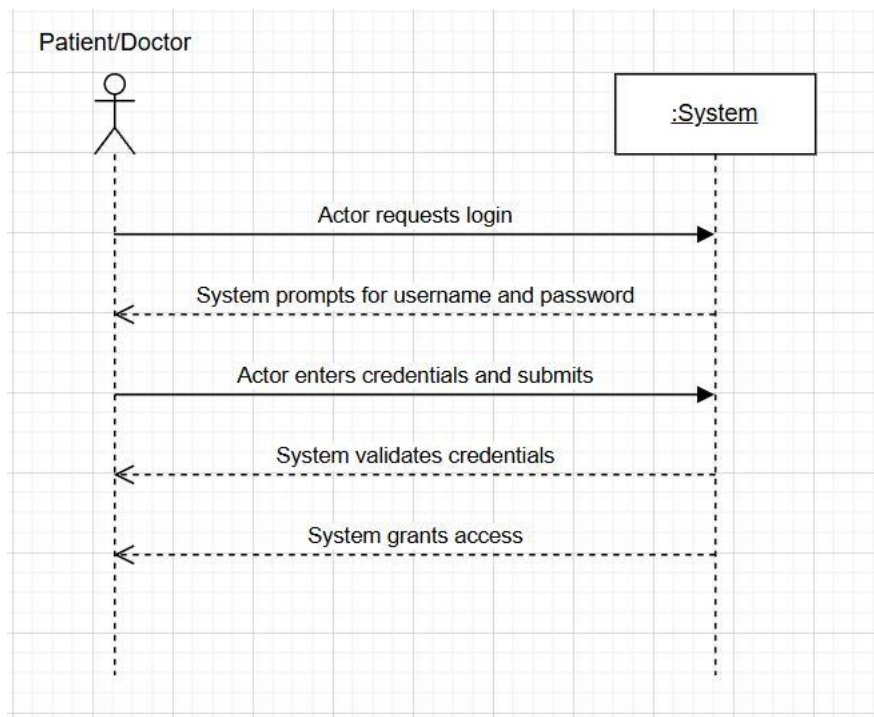 Patient/Doctor
:System
Actor requests login
System prompts for username and password
Actor enters credentials and submits
System validates credentials
System grants access